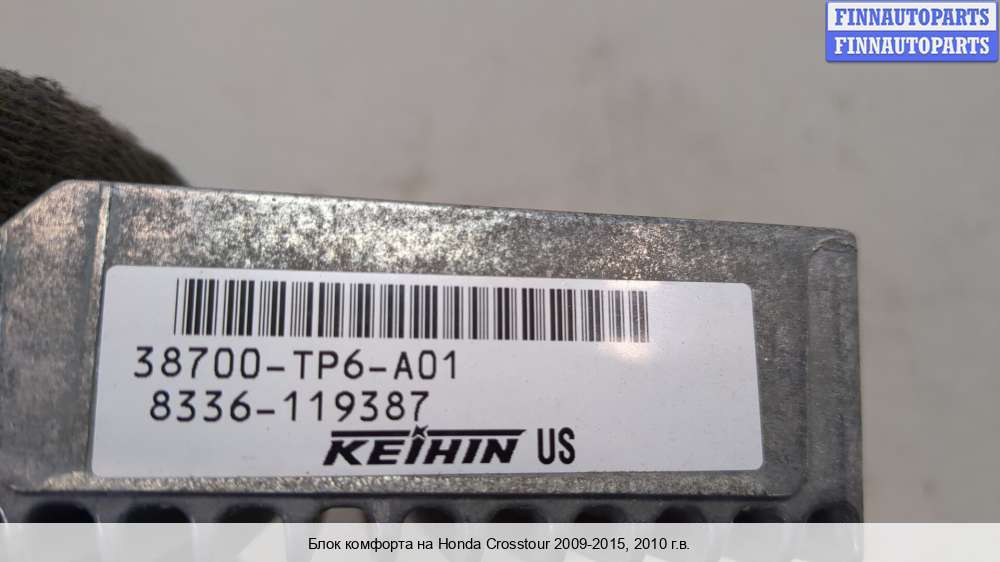 FINNAUTOPARTS
FINNAUTOPARTS
38700-TP6-A01
8336-119387
KEIHIN US
Блок комфорта на Honda Crosstour 2009-2015, 2010 г.в.